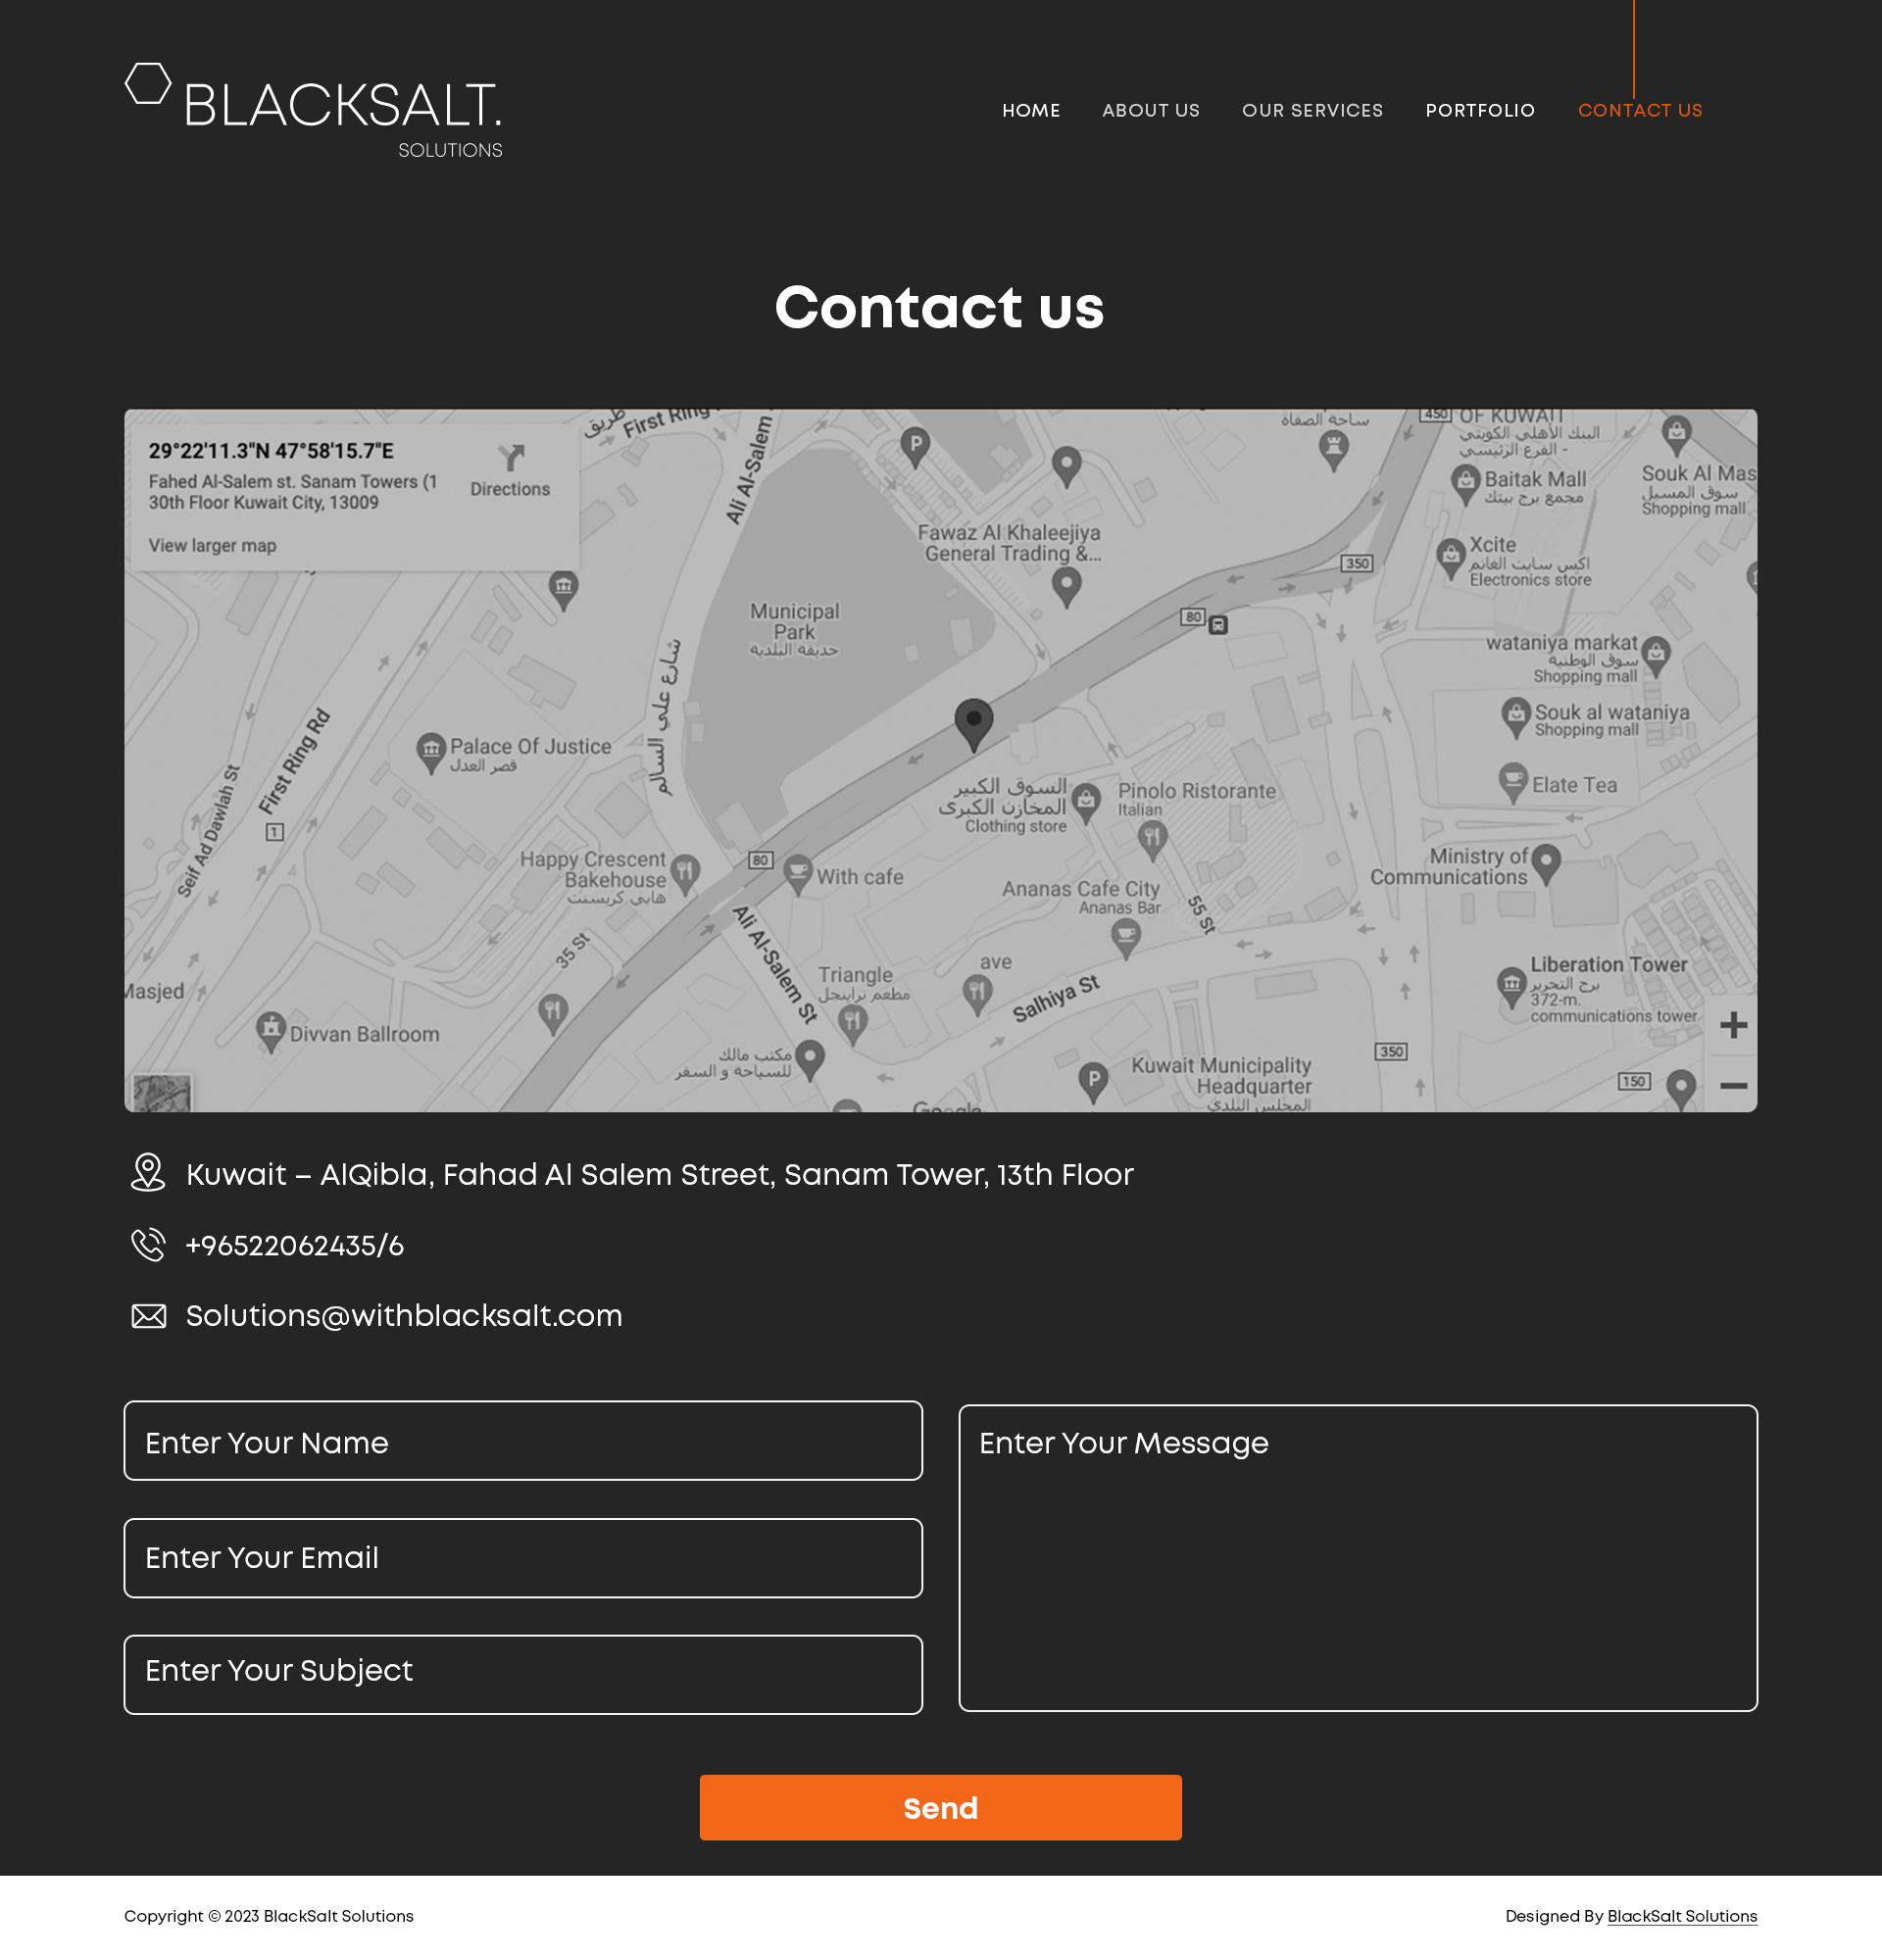 BLACKSALT.
SOLUTIONS
HOME
ABOUT US
OUR SERVICES
PORTFOLIO
CONTACT US
Contact us
29°22'11.3"N 47°58'15.7"E
Fahed Al-Salem st. Sanam Towers (1
30th Floor Kuwait City, 13009
Directions
View larger map
طريق
First Ring
Ali Al-Salem
ساحة الصفاة
450
OF KUWAIT
البنك الأهلي الكويتي
- الفرع الرئيسي
Baitak Mall
مجمع برج بيتك
Souk Al Mas
سوق المسيل
Shopping mall
Fawaz Al Khaleejiya
General Trading &...
Xcite
اكس سايت الغانم
Electronics store
350
80
Municipal
Park
حديقة البلدية
شارع علي السالم
wataniya markat
سوق الوطنية
Shopping mall
Souk al wataniya
Shopping mall
First Ring Rd
Palace Of Justice
قصر العدل
Seif Ad Dawlah St
1
السوق الكبير
المخازن الكبرى
Clothing store
Pinolo Ristorante
Italian
Elate Tea
Happy Crescent
Bakehouse
هابي كريسنت
80
With cafe
Ananas Cafe City
Ananas Bar
55 St
Ministry of
Communications
35 St
Ali Al-Salem St
Triangle
مطعم تراينجل
ave
Salhiya St
Liberation Tower
برج التحرير
372-m.
communications tower
Masjed
Divvan Ballroom
مكتب مالك
للسياحة و السفر
Kuwait Municipality
Headquarter
المجلس البلدي
350
150
Google
Kuwait – AlQibla, Fahad Al Salem Street, Sanam Tower, 13th Floor
+96522062435/6
Solutions@withblacksalt.com
Enter Your Name
Enter Your Message
Enter Your Email
Enter Your Subject
Send
Copyright © 2023 BlackSalt Solutions
Designed By BlackSalt Solutions